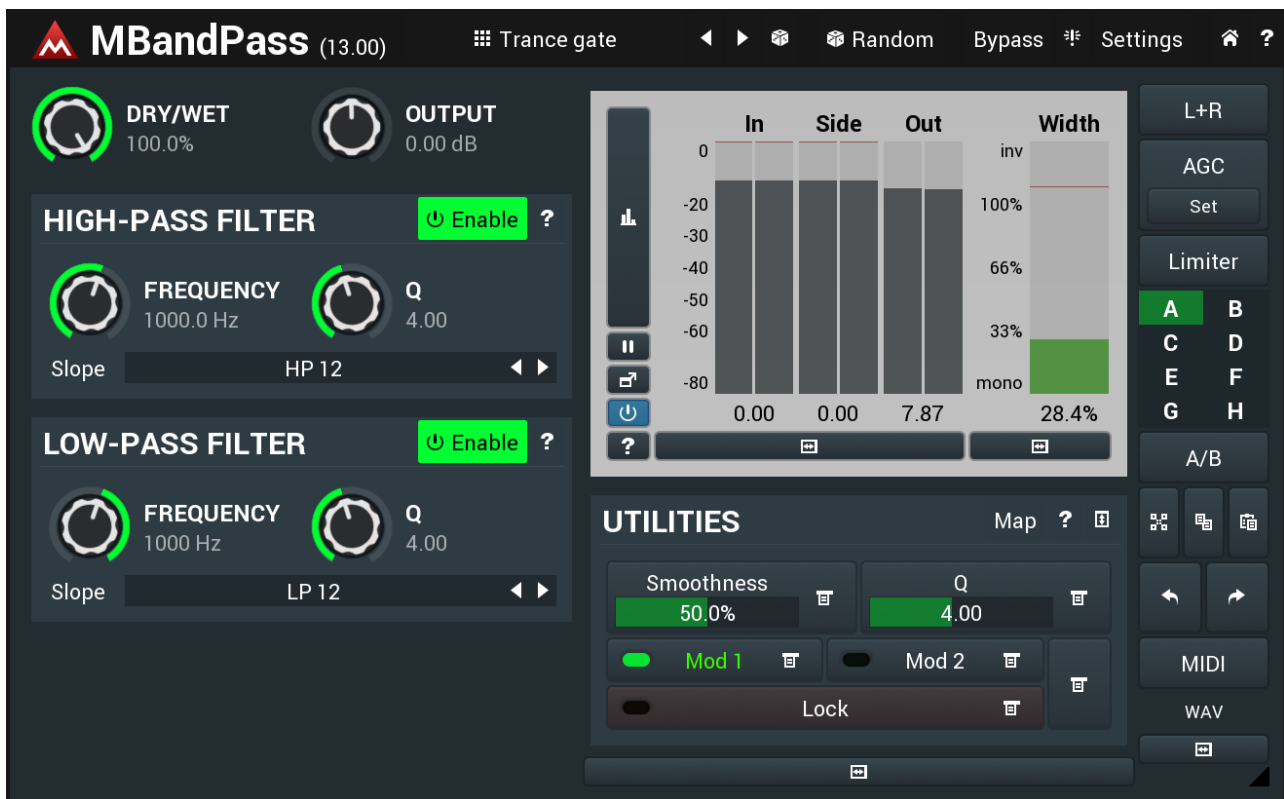 MBandPass (13.00) Trance gate Random Bypass Settings ?
DRY/WET
100.0%
OUTPUT
0.00 dB
HIGH-PASS FILTER Enable ?
FREQUENCY
1000.0 Hz
Q
4.00
Slope HP 12
LOW-PASS FILTER Enable ?
FREQUENCY
1000 Hz
Q
4.00
Slope LP 12
In Side Out Width
0 inv
-20 100%
-30
-40 66%
-50
-60 33%
-80 mono
0.00 0.00 7.87 28.4%
?
UTILITIES Map ?
Smoothness
50.0%
Q
4.00
Mod 1 Mod 2
Lock
L+R
AGC
Set
Limiter
A B
C D
E F
G H
A/B
MIDI
WAV